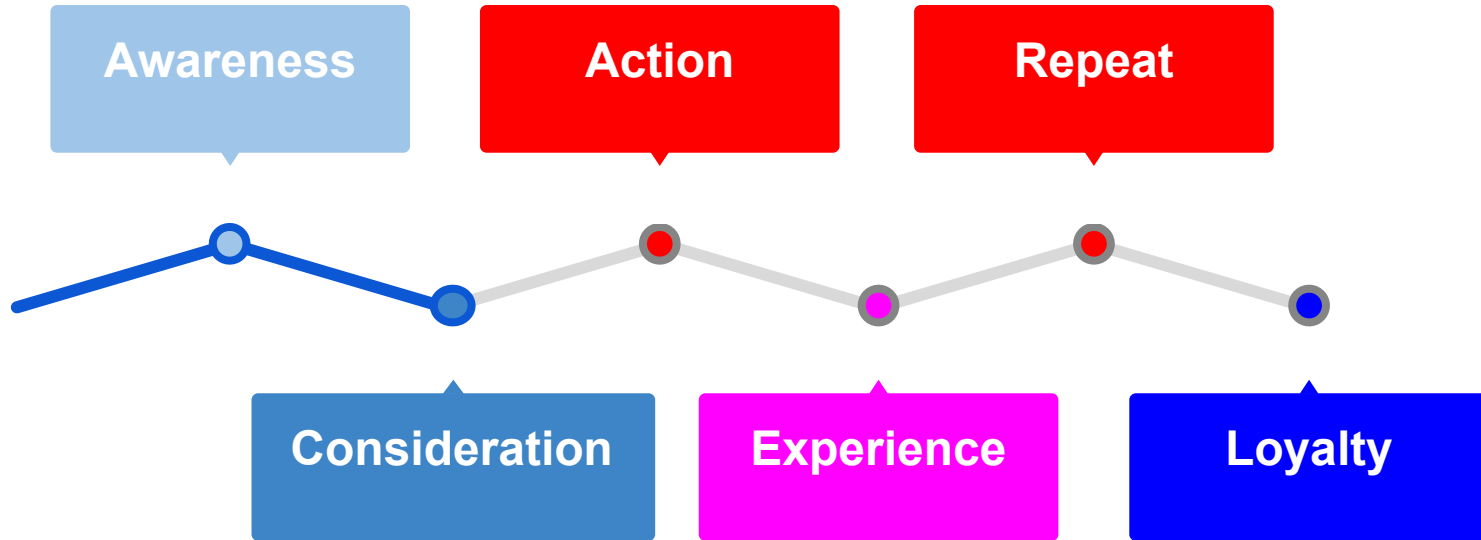 Awareness
Action
Repeat
Consideration
Experience
Loyalty